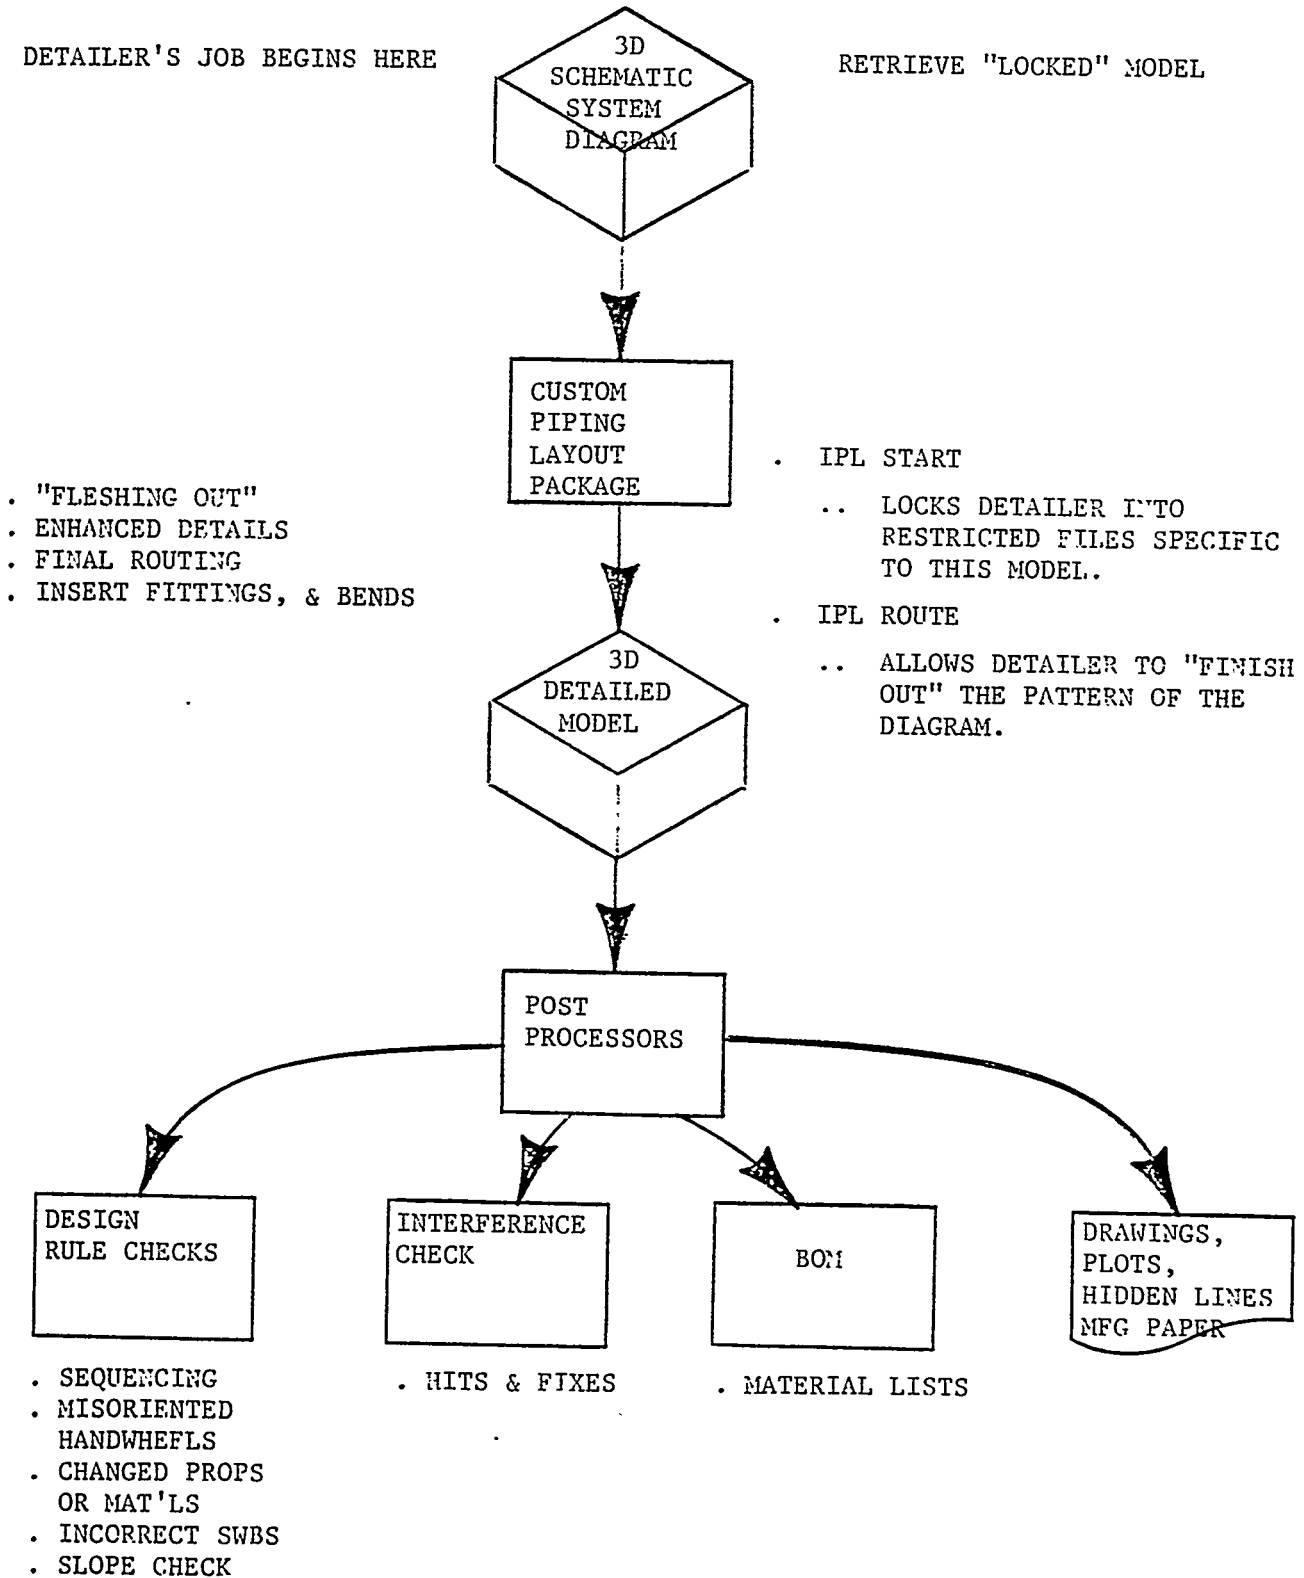 DETAILER'S JOB BEGINS HERE
3D
SCHEMATIC
SYSTEM
DIAGRAM
RETRIEVE "LOCKED" MODEL
CUSTOM
PIPING
LAYOUT
PACKAGE
. "FLESHING OUT"
. ENHANCED DETAILS
. FINAL ROUTING
. INSERT FITTINGS, & BENDS
. IPL START
.. LOCKS DETAILER INTO
RESTRICTED FILES SPECIFIC
TO THIS MODEL.
. IPL ROUTE
.. ALLOWS DETAILER TO "FINISH
OUT" THE PATTERN OF THE
DIAGRAM.
3D
DETAILED
MODEL
POST
PROCESSORS
DESIGN
RULE CHECKS
INTERFERENCE
CHECK
BOM
DRAWINGS,
PLOTS,
HIDDEN LINES
MFG PAPER
. SEQUENCING
. MISORIENTED
HANDWHEELS
. CHANGED PROPS
OR MAT'LS
. INCORRECT SWBS
. SLOPE CHECK
. HITS & FIXES
. MATERIAL LISTS